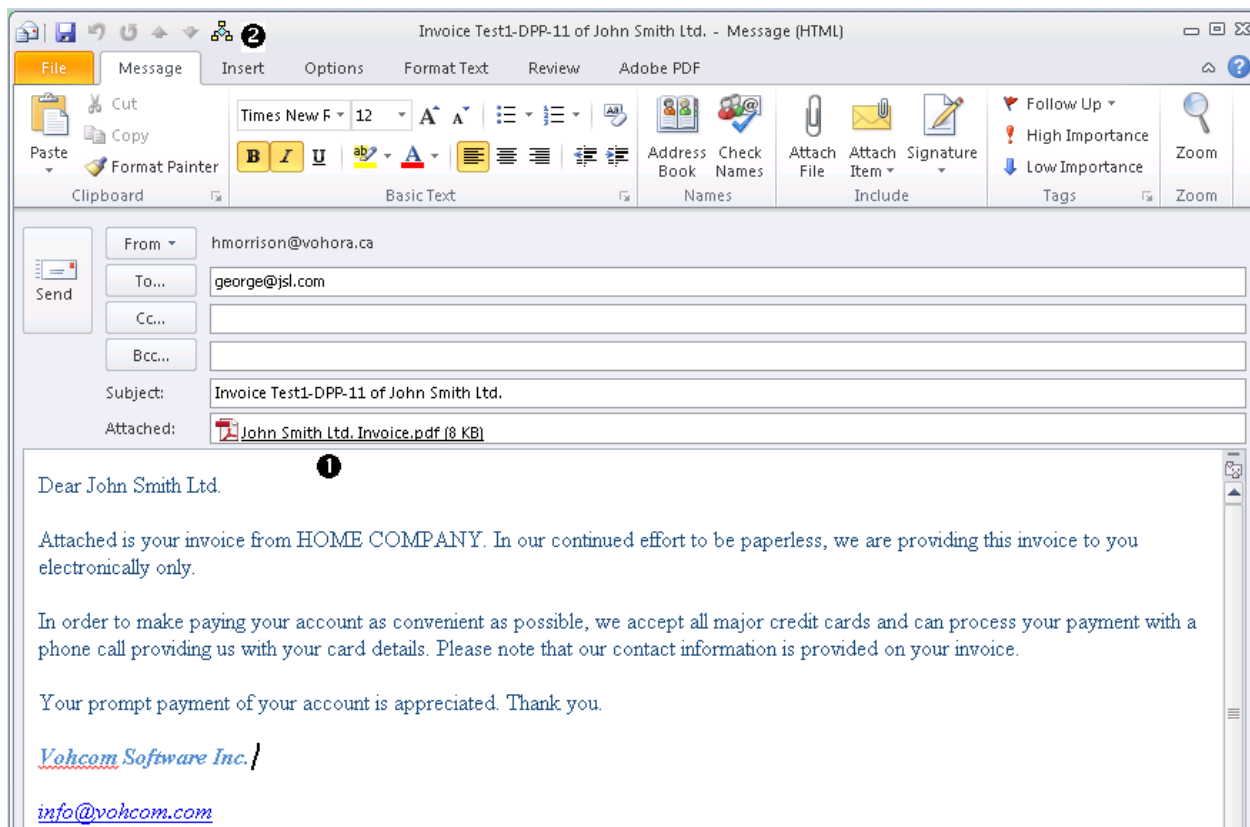 ❷ Invoice Test1-DPP-11 of John Smith Ltd. - Message (HTML)
File Message Insert Options Format Text Review Adobe PDF
Paste
Cut
Copy
Format Painter
Clipboard
Times New F 12
B I U
Basic Text
Address Book
Check Names
Names
Attach File
Attach Item
Signature
Include
Follow Up
High Importance
Low Importance
Tags
Zoom
Zoom
Send
From hmorrison@vohora.ca
To... george@jsl.com
Cc...
Bcc...
Subject: Invoice Test1-DPP-11 of John Smith Ltd.
Attached: John Smith Ltd. Invoice.pdf (8 KB)
❶
Dear John Smith Ltd.
Attached is your invoice from HOME COMPANY. In our continued effort to be paperless, we are providing this invoice to you
electronically only.
In order to make paying your account as convenient as possible, we accept all major credit cards and can process your payment with a
phone call providing us with your card details. Please note that our contact information is provided on your invoice.
Your prompt payment of your account is appreciated. Thank you.
Vohcom Software Inc.
info@vohcom.com